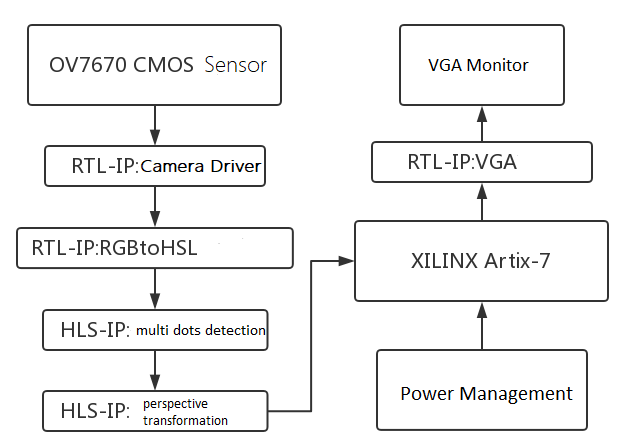 OV7670 CMOS Sensor
RTL-IP:Camera Driver
RTL-IP:RGBtoHSL
HLS-IP: multi dots detection
HLS-IP: perspective
transformation
VGA Monitor
RTL-IP:VGA
XILINX Artix-7
Power Management